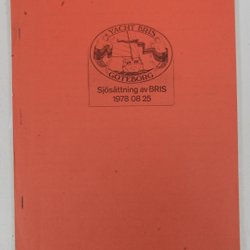 YACHT BRIS
GÖTEBORG
Sjösättning av BRIS
1978 08 25